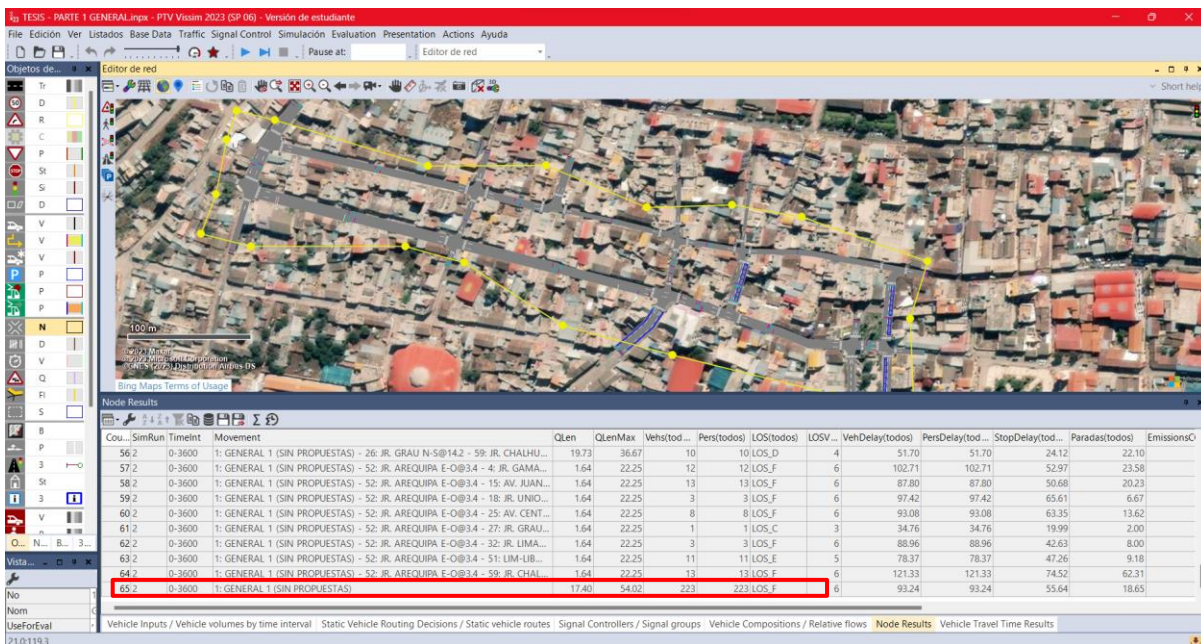 TESIS - PARTE 1 GENERAL.inpx - PTV Vissim 2023 (SP 06) - Versión de estudiante
File Edición Ver Listados Base Data Traffic Signal Control Simulación Evaluation Presentation Actions Ayuda
Pause at: Editor de red
Objetos de... Editor de red
Short help
Tr
D
R
C
P
St
Si
D
V
V
V
P
P
P
N
D
V
Q
Fl
S
B
P
3
St
3
V
O... N... B... 3...
100 m
Bing Maps Terms of Usage
Vista...
No 1
Nom G
UseForEval
Node Results
Cou... SimRun TimeInt Movement QLen QLenMax Vehs(tod... Pers(todos) LOS(todos) LOSV... VehDelay(todos) PersDelay(tod... StopDelay(tod... Paradas(todos) EmissionsC
56 2 0-3600 1: GENERAL 1 (SIN PROPUESTAS) - 26: JR. GRAU N-S@14.2 - 59: JR. CHALHU... 19.73 36.67 10 10 LOS_D 4 51.70 51.70 24.12 22.10
57 2 0-3600 1: GENERAL 1 (SIN PROPUESTAS) - 52: JR. AREQUIPA E-O@3.4 - 4: JR. GAMA... 1.64 22.25 12 12 LOS_F 6 102.71 102.71 52.97 23.58
58 2 0-3600 1: GENERAL 1 (SIN PROPUESTAS) - 52: JR. AREQUIPA E-O@3.4 - 15: AV. JUAN... 1.64 22.25 13 13 LOS_F 6 87.80 87.80 50.68 20.23
59 2 0-3600 1: GENERAL 1 (SIN PROPUESTAS) - 52: JR. AREQUIPA E-O@3.4 - 18: JR. UNIO... 1.64 22.25 3 3 LOS_F 6 97.42 97.42 65.61 6.67
60 2 0-3600 1: GENERAL 1 (SIN PROPUESTAS) - 52: JR. AREQUIPA E-O@3.4 - 25: AV. CENT... 1.64 22.25 8 8 LOS_F 6 93.08 93.08 63.35 13.62
61 2 0-3600 1: GENERAL 1 (SIN PROPUESTAS) - 52: JR. AREQUIPA E-O@3.4 - 27: JR. GRAU... 1.64 22.25 1 1 LOS_C 3 34.76 34.76 19.99 2.00
62 2 0-3600 1: GENERAL 1 (SIN PROPUESTAS) - 52: JR. AREQUIPA E-O@3.4 - 32: JR. LIMA... 1.64 22.25 3 3 LOS_F 6 88.96 88.96 42.63 8.00
63 2 0-3600 1: GENERAL 1 (SIN PROPUESTAS) - 52: JR. AREQUIPA E-O@3.4 - 51: LIM-LIB... 1.64 22.25 11 11 LOS_E 5 78.37 78.37 47.26 9.18
64 2 0-3600 1: GENERAL 1 (SIN PROPUESTAS) - 52: JR. AREQUIPA E-O@3.4 - 59: JR. CHAL... 1.64 22.25 13 13 LOS_F 6 121.33 121.33 74.52 62.31
65 2 0-3600 1: GENERAL 1 (SIN PROPUESTAS) 17.40 54.02 223 223 LOS_F 6 93.24 93.24 55.64 18.65
Vehicle Inputs / Vehicle volumes by time interval Static Vehicle Routing Decisions / Static vehicle routes Signal Controllers / Signal groups Vehicle Compositions / Relative flows Node Results Vehicle Travel Time Results
21.0:119.3